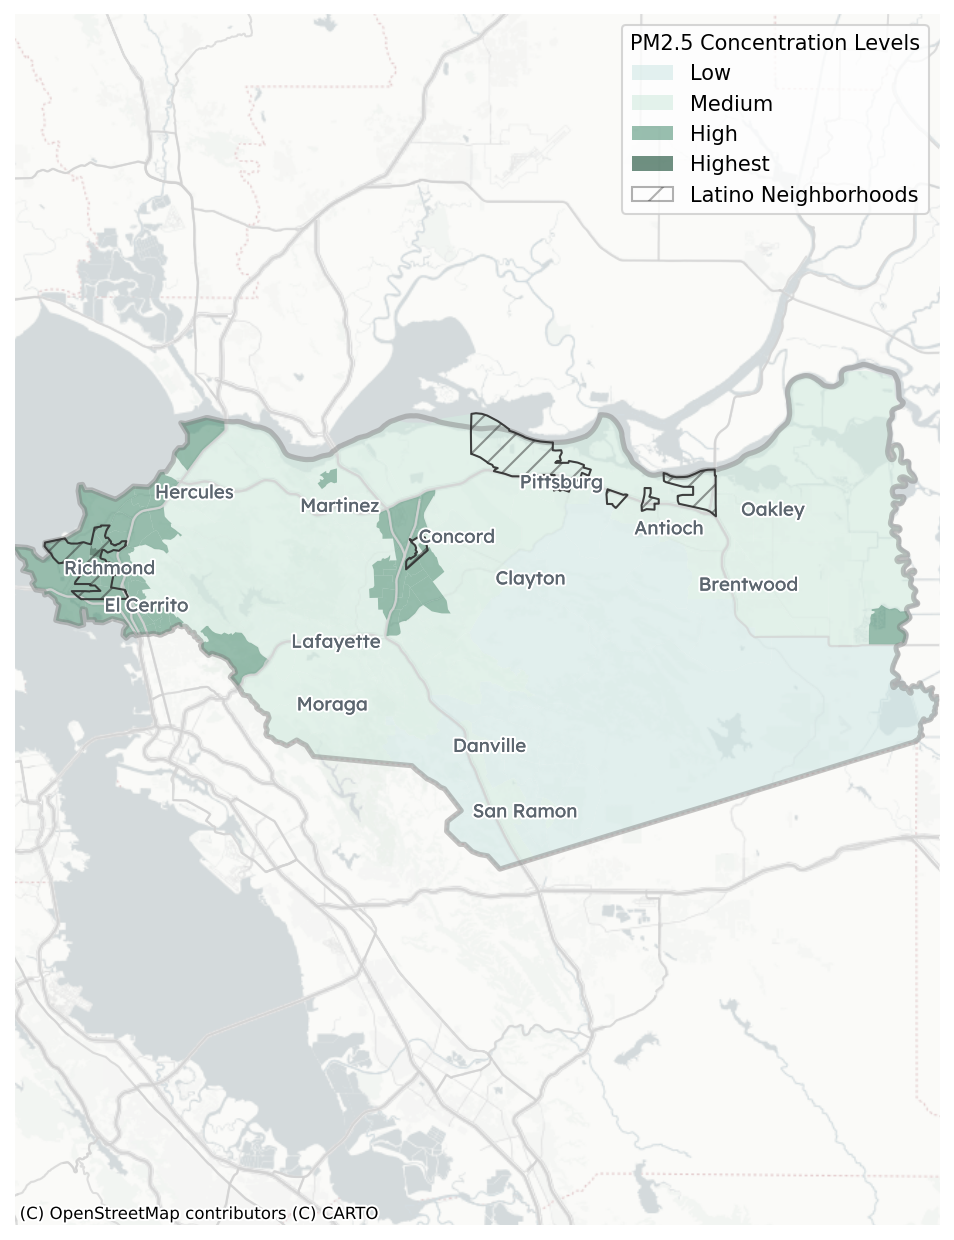 PM2.5 Concentration Levels
Low
Medium
High
Highest
Latino Neighborhoods
Pittsburg
Hercules
Martinez
Oakley
Antioch
Concord
Richmond
Clayton
Brentwood
El Cerrito
Lafayette
Moraga
Danville
San Ramon
(C) OpenStreetMap contributors (C) CARTO